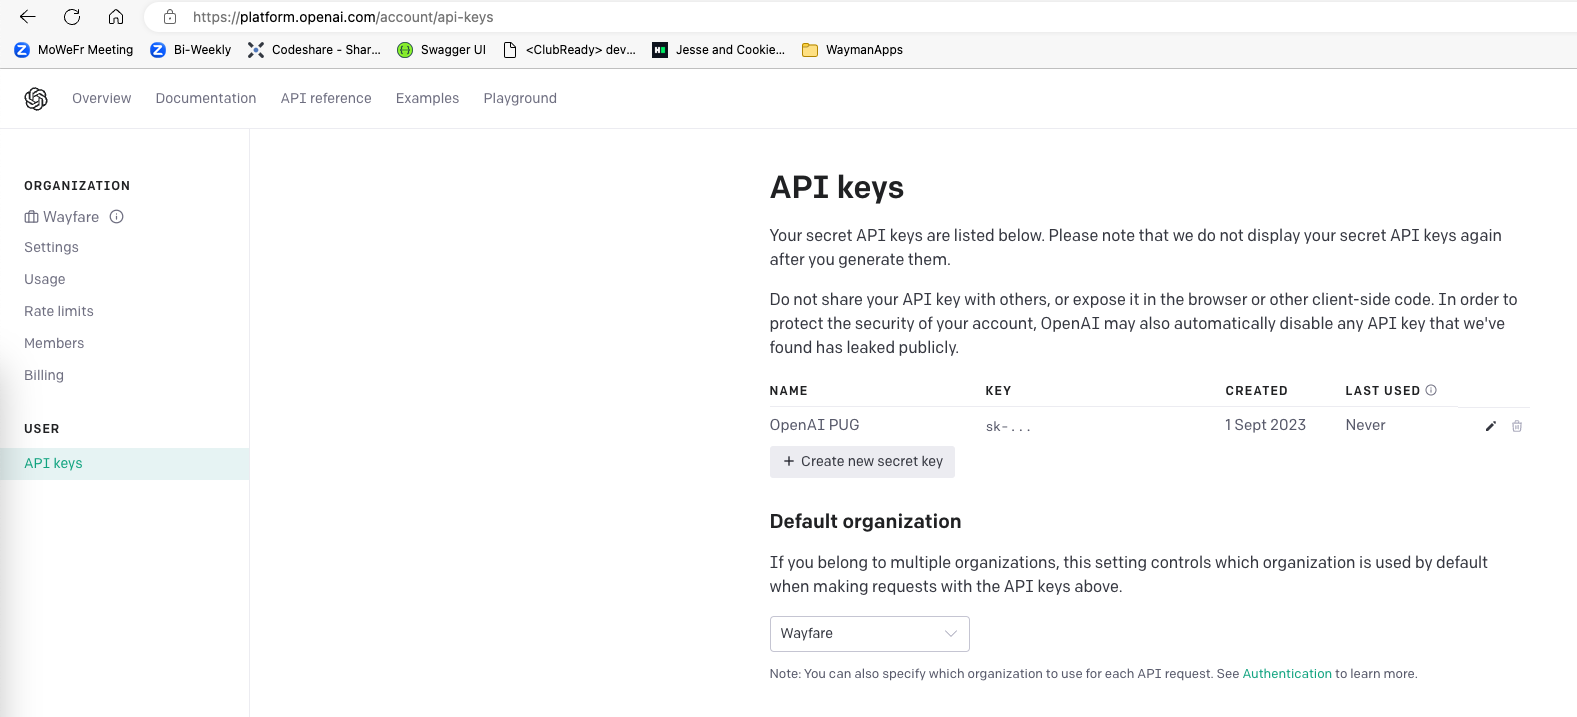 https://platform.openai.com/account/api-keys
MoWeFr Meeting Bi-Weekly Codeshare - Shar... Swagger UI <ClubReady> dev... Jesse and Cookie... WaymanApps
Overview Documentation API reference Examples Playground
ORGANIZATION
Wayfare
Settings
Usage
Rate limits
Members
Billing
USER
API keys
API keys
Your secret API keys are listed below. Please note that we do not display your secret API keys again
after you generate them.
Do not share your API key with others, or expose it in the browser or other client-side code. In order to
protect the security of your account, OpenAI may also automatically disable any API key that we've
found has leaked publicly.
NAME KEY CREATED LAST USED
OpenAI PUG sk-... 1 Sept 2023 Never
+ Create new secret key
Default organization
If you belong to multiple organizations, this setting controls which organization is used by default
when making requests with the API keys above.
Wayfare
Note: You can also specify which organization to use for each API request. See Authentication to learn more.